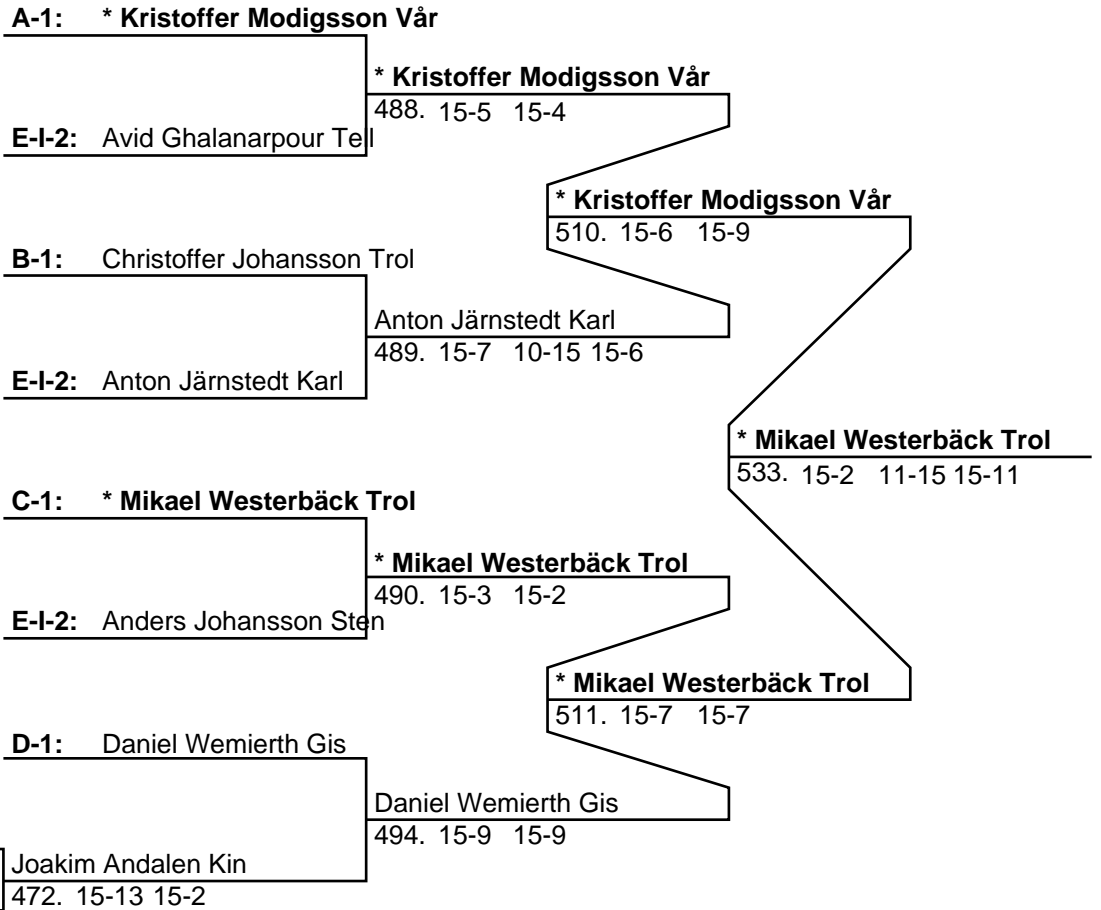 A-1: * Kristoffer Modigsson Vår
* Kristoffer Modigsson Vår
488. 15-5 15-4
E-I-2: Avid Ghalanarpour Tell
* Kristoffer Modigsson Vår
510. 15-6 15-9
B-1: Christoffer Johansson Trol
Anton Järnstedt Karl
489. 15-7 10-15 15-6
E-I-2: Anton Järnstedt Karl
* Mikael Westerbäck Trol
533. 15-2 11-15 15-11
C-1: * Mikael Westerbäck Trol
* Mikael Westerbäck Trol
490. 15-3 15-2
E-I-2: Anders Johansson Sten
* Mikael Westerbäck Trol
511. 15-7 15-7
D-1: Daniel Wemierth Gis
Daniel Wemierth Gis
494. 15-9 15-9
Joakim Andalen Kin
472. 15-13 15-2